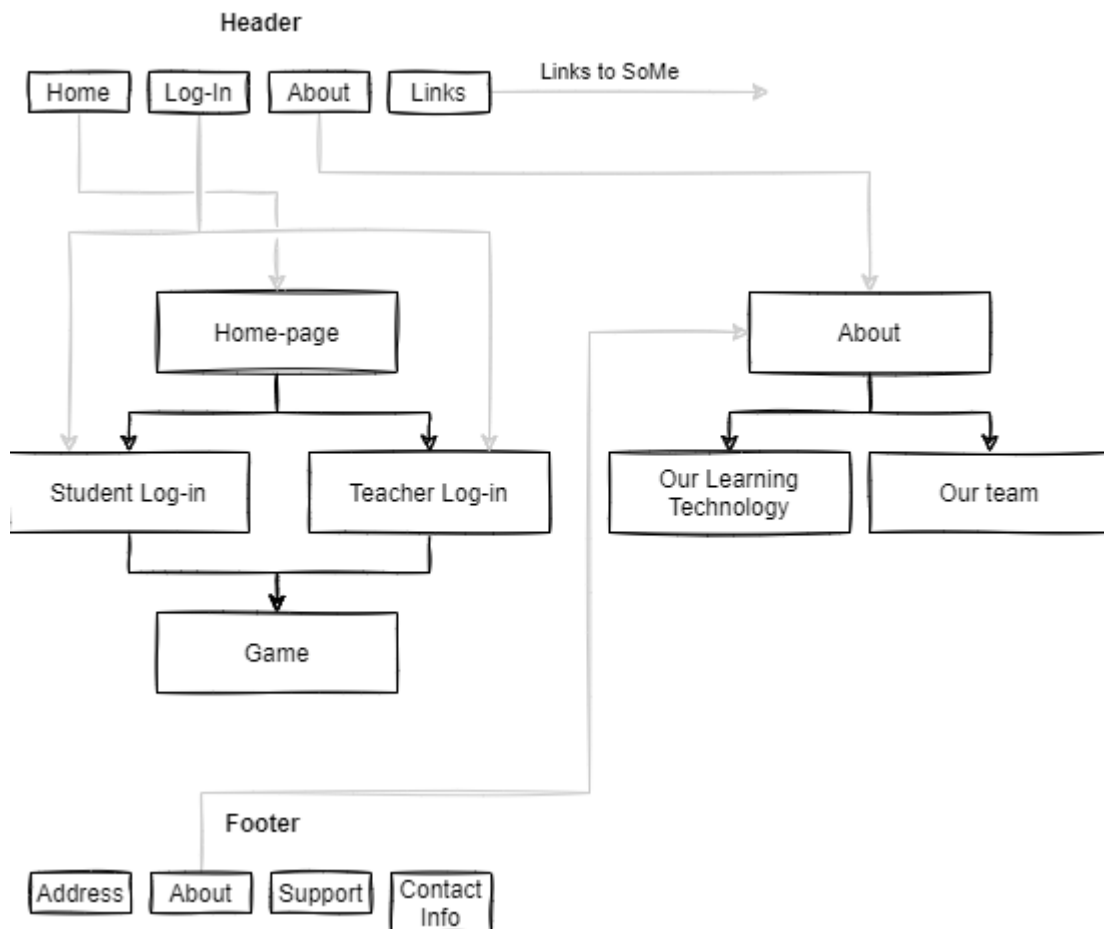 Header
Home
Log-In
About
Links
Links to SoMe
Home-page
About
Student Log-in
Teacher Log-in
Our Learning
Technology
Our team
Game
Footer
Address
About
Support
Contact
Info